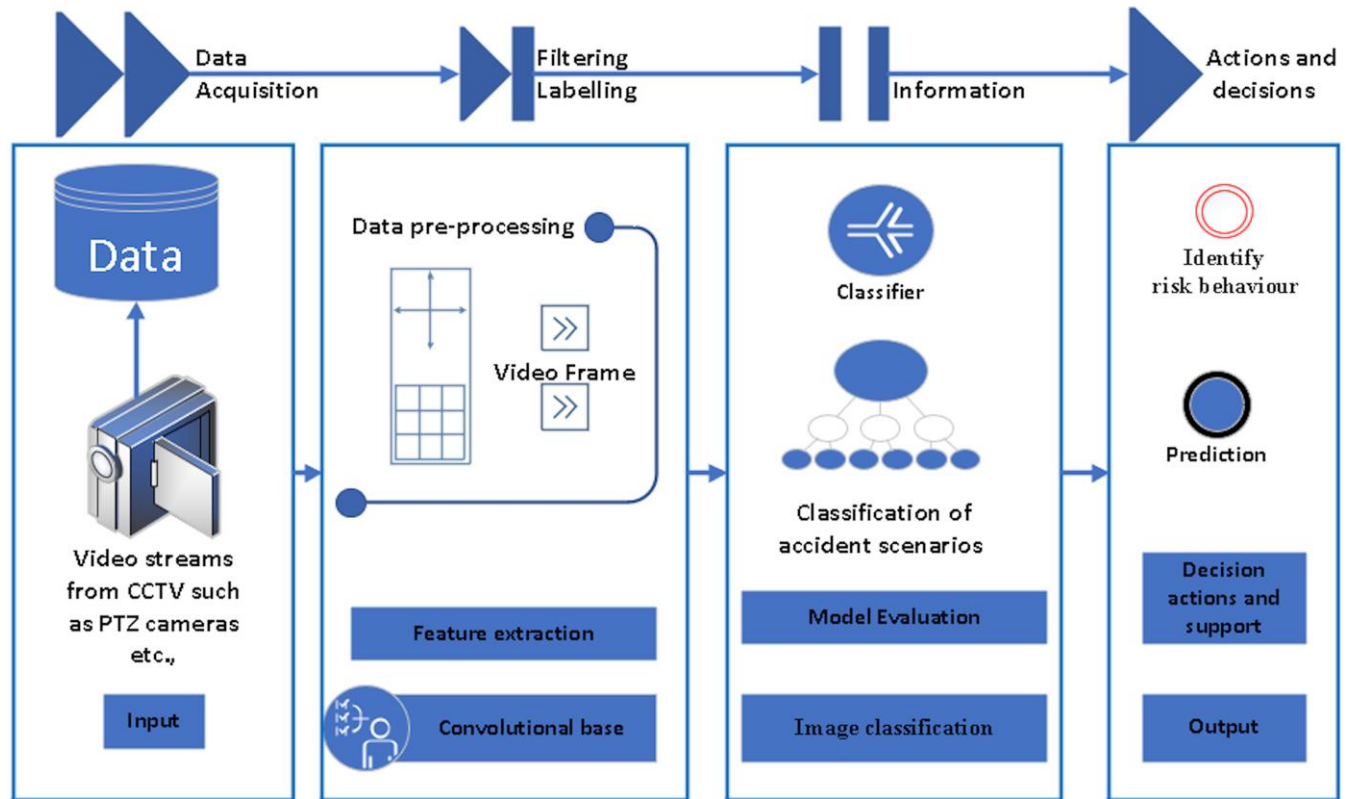 Data
Acquisition
Filtering
Labelling
Information
Actions and
decisions
Data
Video streams
from CCTV such
as PTZ cameras
etc.,
Input
Data pre-processing
Video Frame
Feature extraction
Convolutional base
Classifier
Classification of
accident scenarios
Model Evaluation
Image classification
Identify
risk behaviour
Prediction
Decision
actions and
support
Output